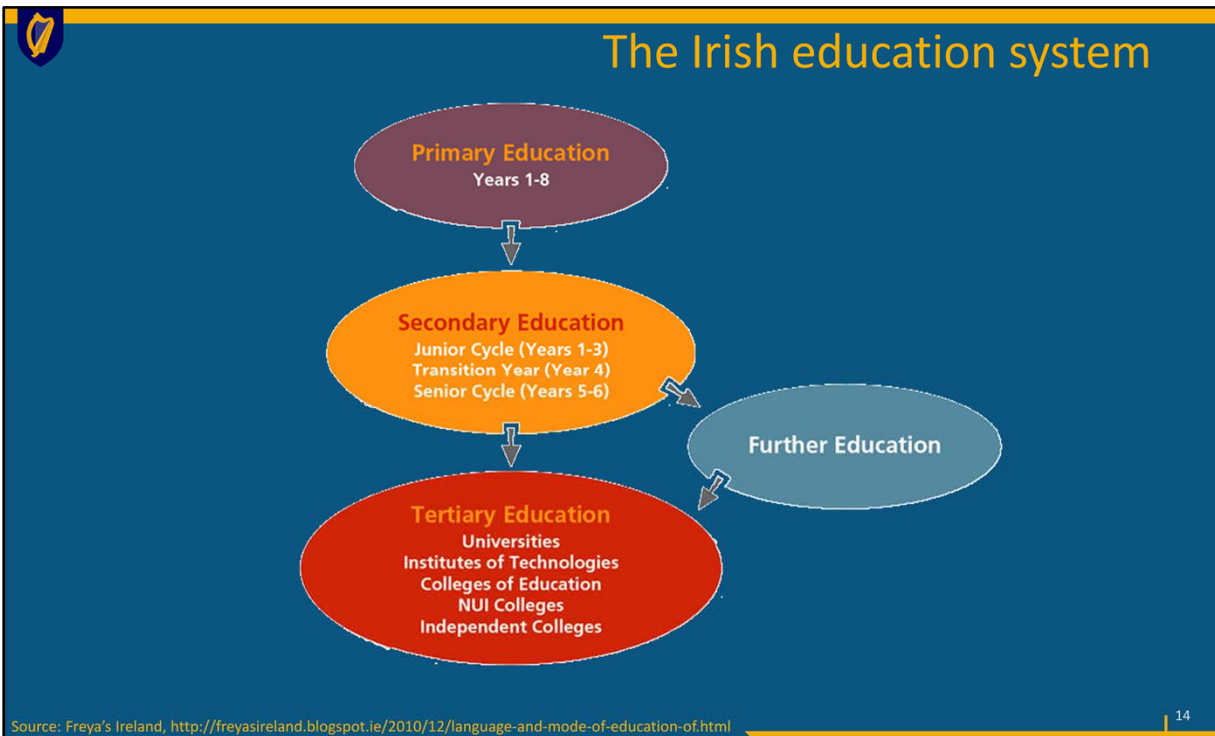 The Irish education system
Primary Education
Years 1-8
Secondary Education
Junior Cycle (Years 1-3)
Transition Year (Year 4)
Senior Cycle (Years 5-6)
Further Education
Tertiary Education
Universities
Institutes of Technologies
Colleges of Education
NUI Colleges
Independent Colleges
Source: Freya's Ireland, http://freyasireland.blogspot.ie/2010/12/language-and-mode-of-education-of.html
14